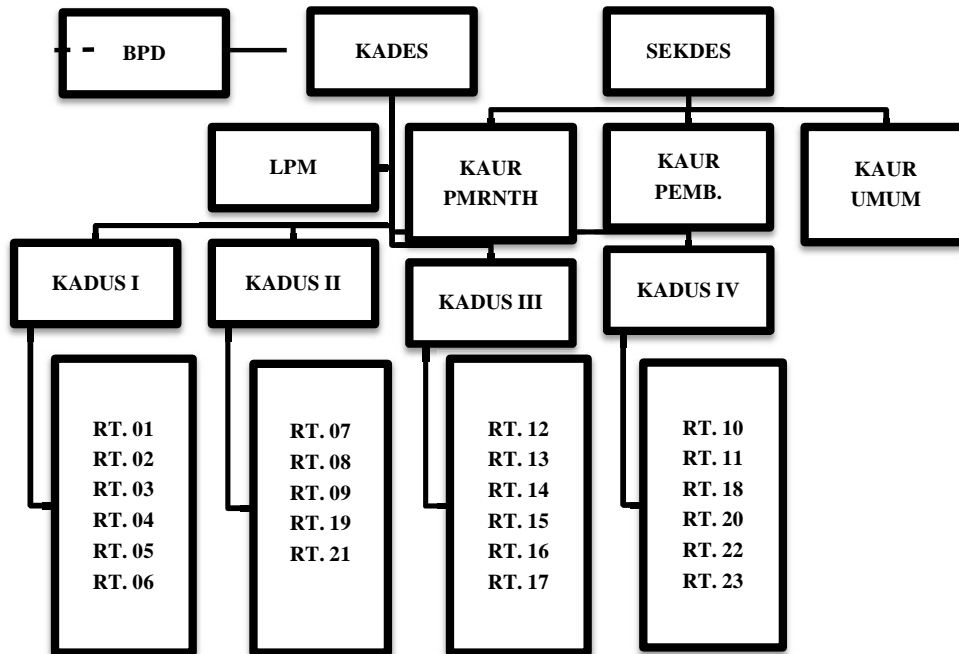 BPD
KADES
SEKDES
LPM
KAUR
PMRNTH
KAUR
PEMB.
KAUR
UMUM
KADUS I
KADUS II
KADUS III
KADUS IV
RT. 01
RT. 02
RT. 03
RT. 04
RT. 05
RT. 06
RT. 07
RT. 08
RT. 09
RT. 19
RT. 21
RT. 12
RT. 13
RT. 14
RT. 15
RT. 16
RT. 17
RT. 10
RT. 11
RT. 18
RT. 20
RT. 22
RT. 23